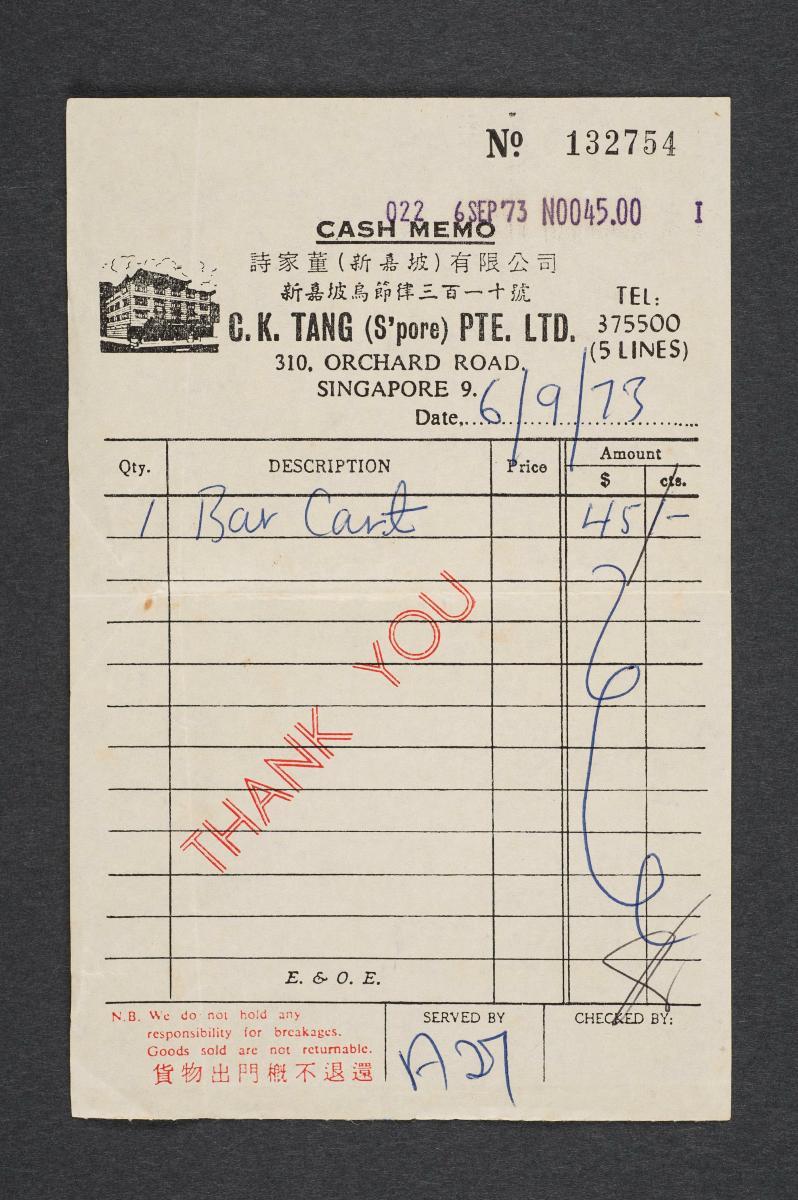 Nº 132754
022 6SEP'73 N0045.00 I
CASH MEMO
詩家董(新嘉坡)有限公司
新嘉坡烏節律三百一十號
C. K. TANG (S'pore) PTE. LTD.
310, ORCHARD ROAD,
SINGAPORE 9.
TEL:
375500
(5 LINES)
Date, 6/9/73
Qty. DESCRIPTION Price Amount
$ cts.
1 Bar Cart 45/-
THANK YOU
E. & O. E.
N.B. We do not hold any
responsibility for breakages.
Goods sold are not returnable.
貨物出門概不退還
SERVED BY
A27
CHECKED BY: